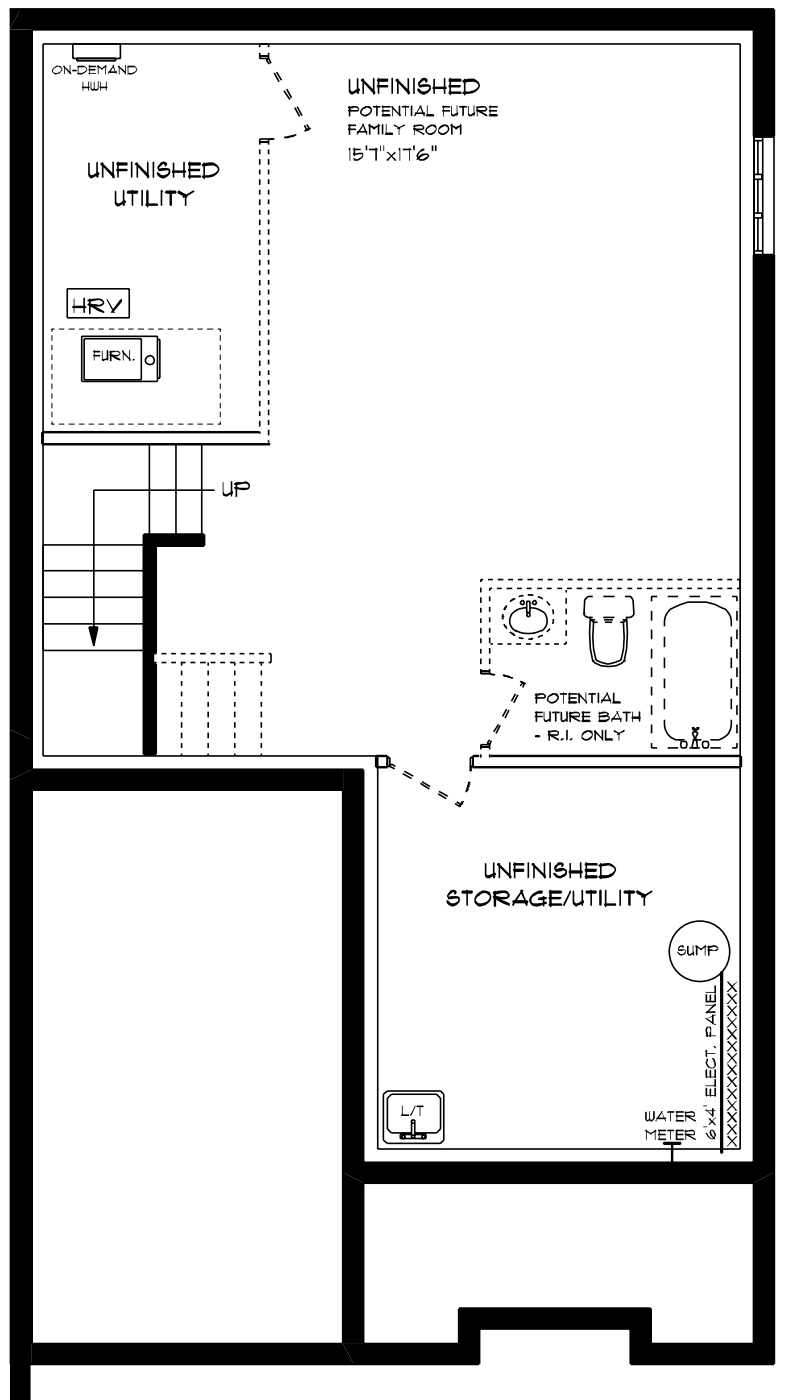 ON-DEMAND
HWH
UNFINISHED
POTENTIAL FUTURE
FAMILY ROOM
15'7"x17'6"
UNFINISHED
UTILITY
HRV
FURN.
UP
POTENTIAL
FUTURE BATH
- R.I. ONLY
UNFINISHED
STORAGE/UTILITY
SUMP
6'x4' ELECT. PANEL
L/T
WATER
METER